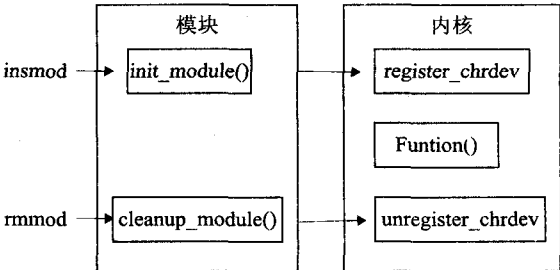 模块 内核
insmod init_module() register_chrdev
Funtion()
rmmod cleanup_module() unregister_chrdev